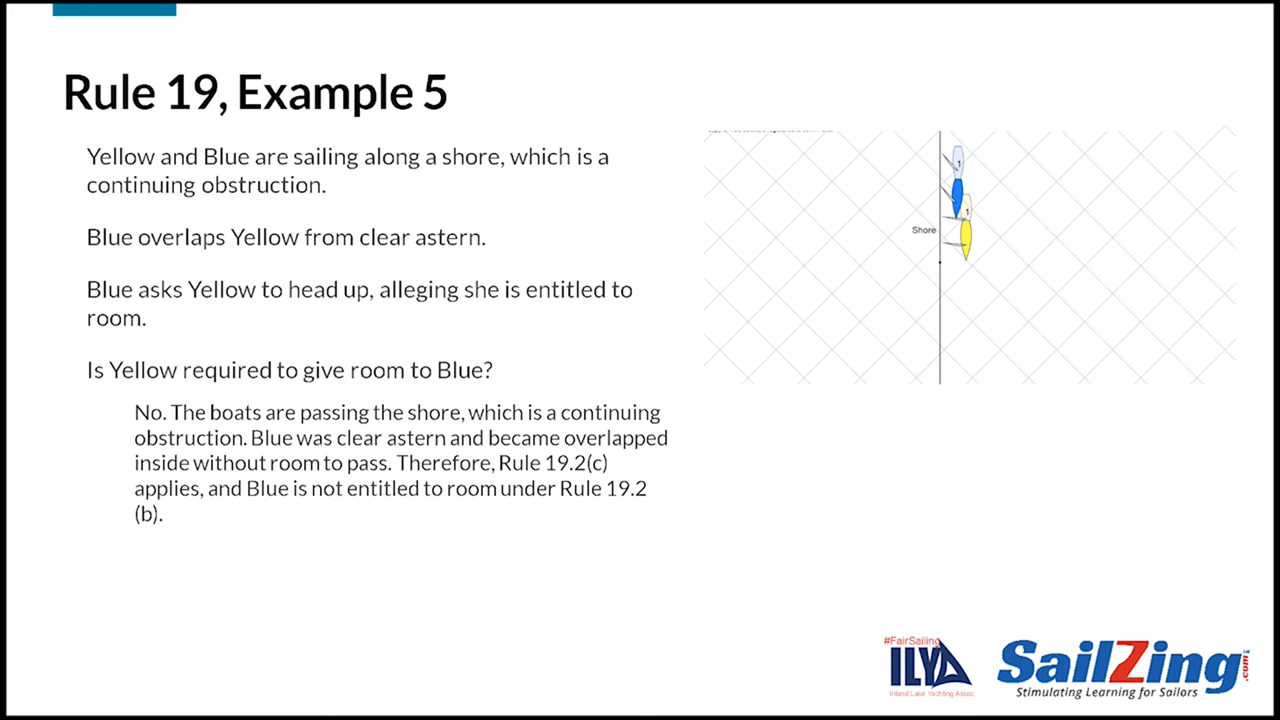 Rule 19, Example 5
Yellow and Blue are sailing along a shore, which is a
continuing obstruction.
Blue overlaps Yellow from clear astern.
Blue asks Yellow to head up, alleging she is entitled to
room.
Is Yellow required to give room to Blue?
No. The boats are passing the shore, which is a continuing
obstruction. Blue was clear astern and became overlapped
inside without room to pass. Therefore, Rule 19.2(c)
applies, and Blue is not entitled to room under Rule 19.2
(b).
1
1
Shore
#FairSailing
ILYA
Inland Lake Yachting Assoc.
SailZing.com
Stimulating Learning for Sailors